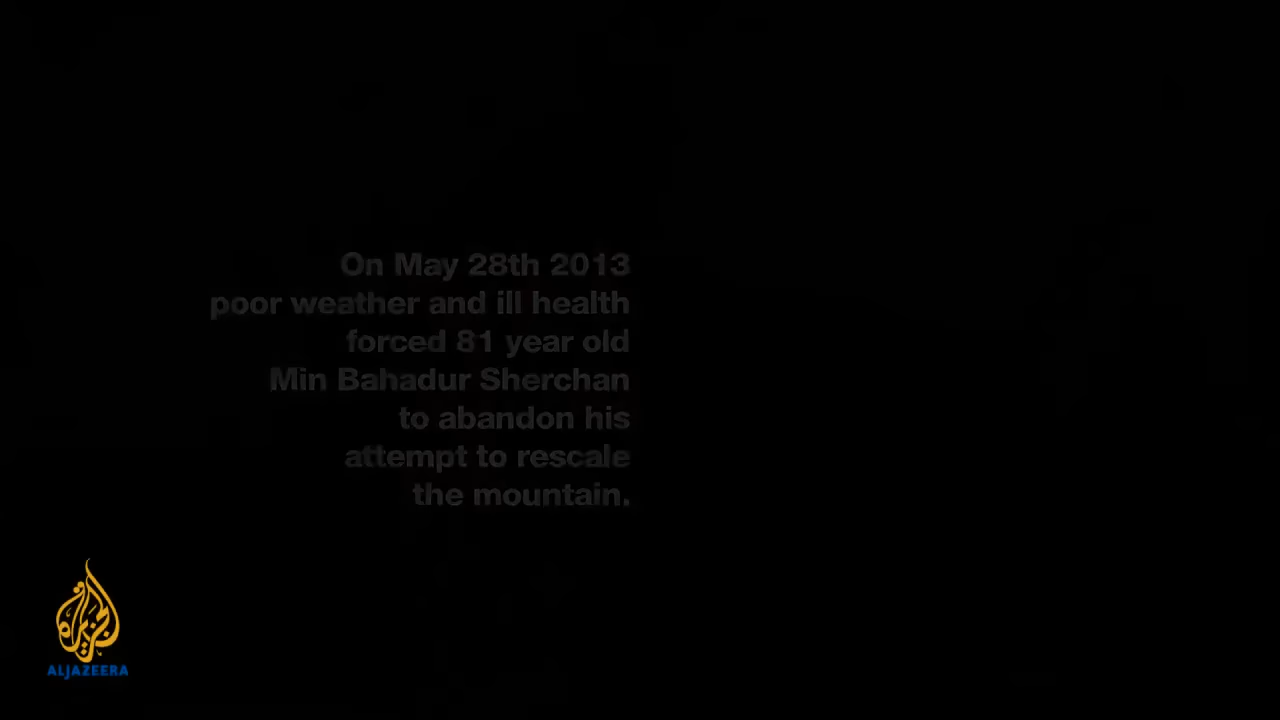 On May 28th 2013
poor weather and ill health
forced 81 year old
Min Bahadur Sherchan
to abandon his
attempt to rescale
the mountain.
الجزيرة
ALJAZEERA